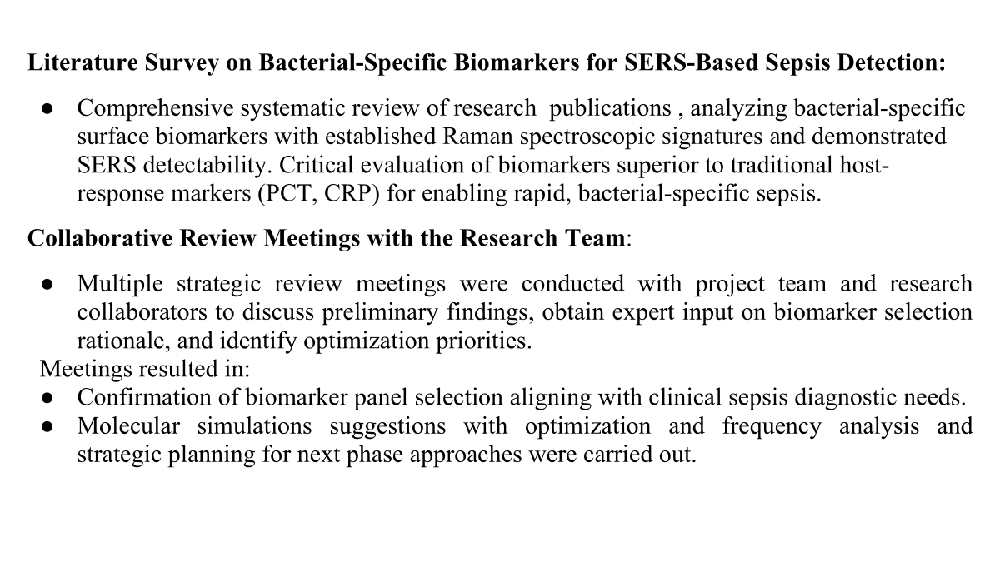 Literature Survey on Bacterial-Specific Biomarkers for SERS-Based Sepsis Detection:
● Comprehensive systematic review of research  publications , analyzing bacterial-specific
surface biomarkers with established Raman spectroscopic signatures and demonstrated
SERS detectability. Critical evaluation of biomarkers superior to traditional host-
response markers (PCT, CRP) for enabling rapid, bacterial-specific sepsis.
Collaborative Review Meetings with the Research Team:
● Multiple strategic review meetings were conducted with project team and research
collaborators to discuss preliminary findings, obtain expert input on biomarker selection
rationale, and identify optimization priorities.
Meetings resulted in:
● Confirmation of biomarker panel selection aligning with clinical sepsis diagnostic needs.
● Molecular simulations suggestions with optimization and frequency analysis and
strategic planning for next phase approaches were carried out.